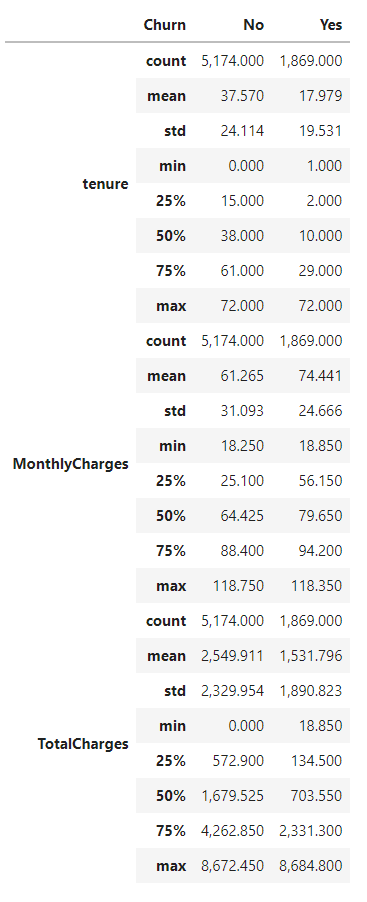 Churn No Yes
count 5,174.000 1,869.000
mean 37.570 17.979
std 24.114 19.531
min 0.000 1.000
tenure
25% 15.000 2.000
50% 38.000 10.000
75% 61.000 29.000
max 72.000 72.000
count 5,174.000 1,869.000
mean 61.265 74.441
std 31.093 24.666
min 18.250 18.850
MonthlyCharges
25% 25.100 56.150
50% 64.425 79.650
75% 88.400 94.200
max 118.750 118.350
count 5,174.000 1,869.000
mean 2,549.911 1,531.796
std 2,329.954 1,890.823
min 0.000 18.850
TotalCharges
25% 572.900 134.500
50% 1,679.525 703.550
75% 4,262.850 2,331.300
max 8,672.450 8,684.800